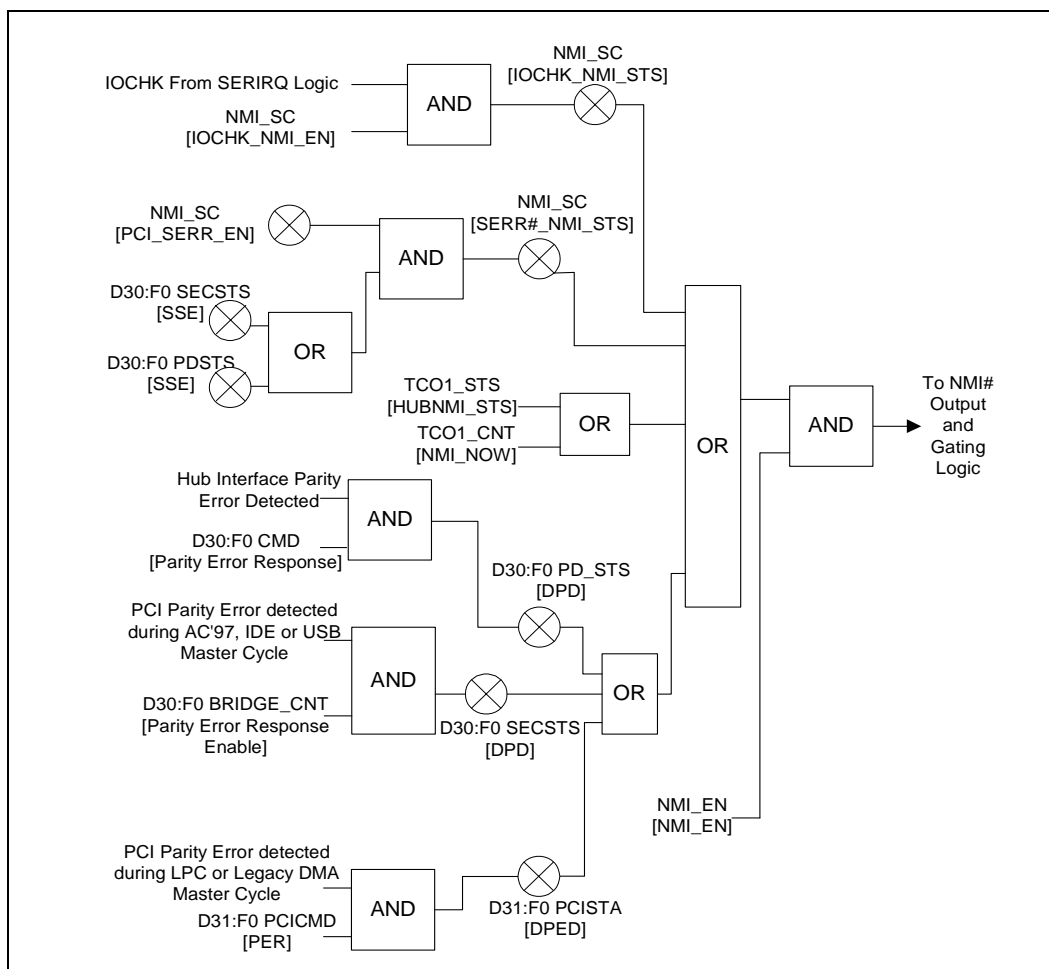 NMI_SC
[IOCHK_NMI_STS]
IOCHK From SERIRQ Logic
AND
NMI_SC
[IOCHK_NMI_EN]
NMI_SC
[PCI_SERR_EN]
NMI_SC
[SERR#_NMI_STS]
AND
D30:F0 SECSTS
[SSE]
OR
D30:F0 PDSTS
[SSE]
TCO1_STS
[HUBNMI_STS]
OR
TCO1_CNT
[NMI_NOW]
OR
AND
To NMI#
Output
and
Gating
Logic
Hub Interface Parity
Error Detected
AND
D30:F0 CMD
[Parity Error Response]
D30:F0 PD_STS
[DPD]
PCI Parity Error detected
during AC'97, IDE or USB
Master Cycle
AND
OR
D30:F0 BRIDGE_CNT
[Parity Error Response
Enable]
D30:F0 SECSTS
[DPD]
NMI_EN
[NMI_EN]
PCI Parity Error detected
during LPC or Legacy DMA
Master Cycle
AND
D31:F0 PCICMD
[PER]
D31:F0 PCISTA
[DPED]